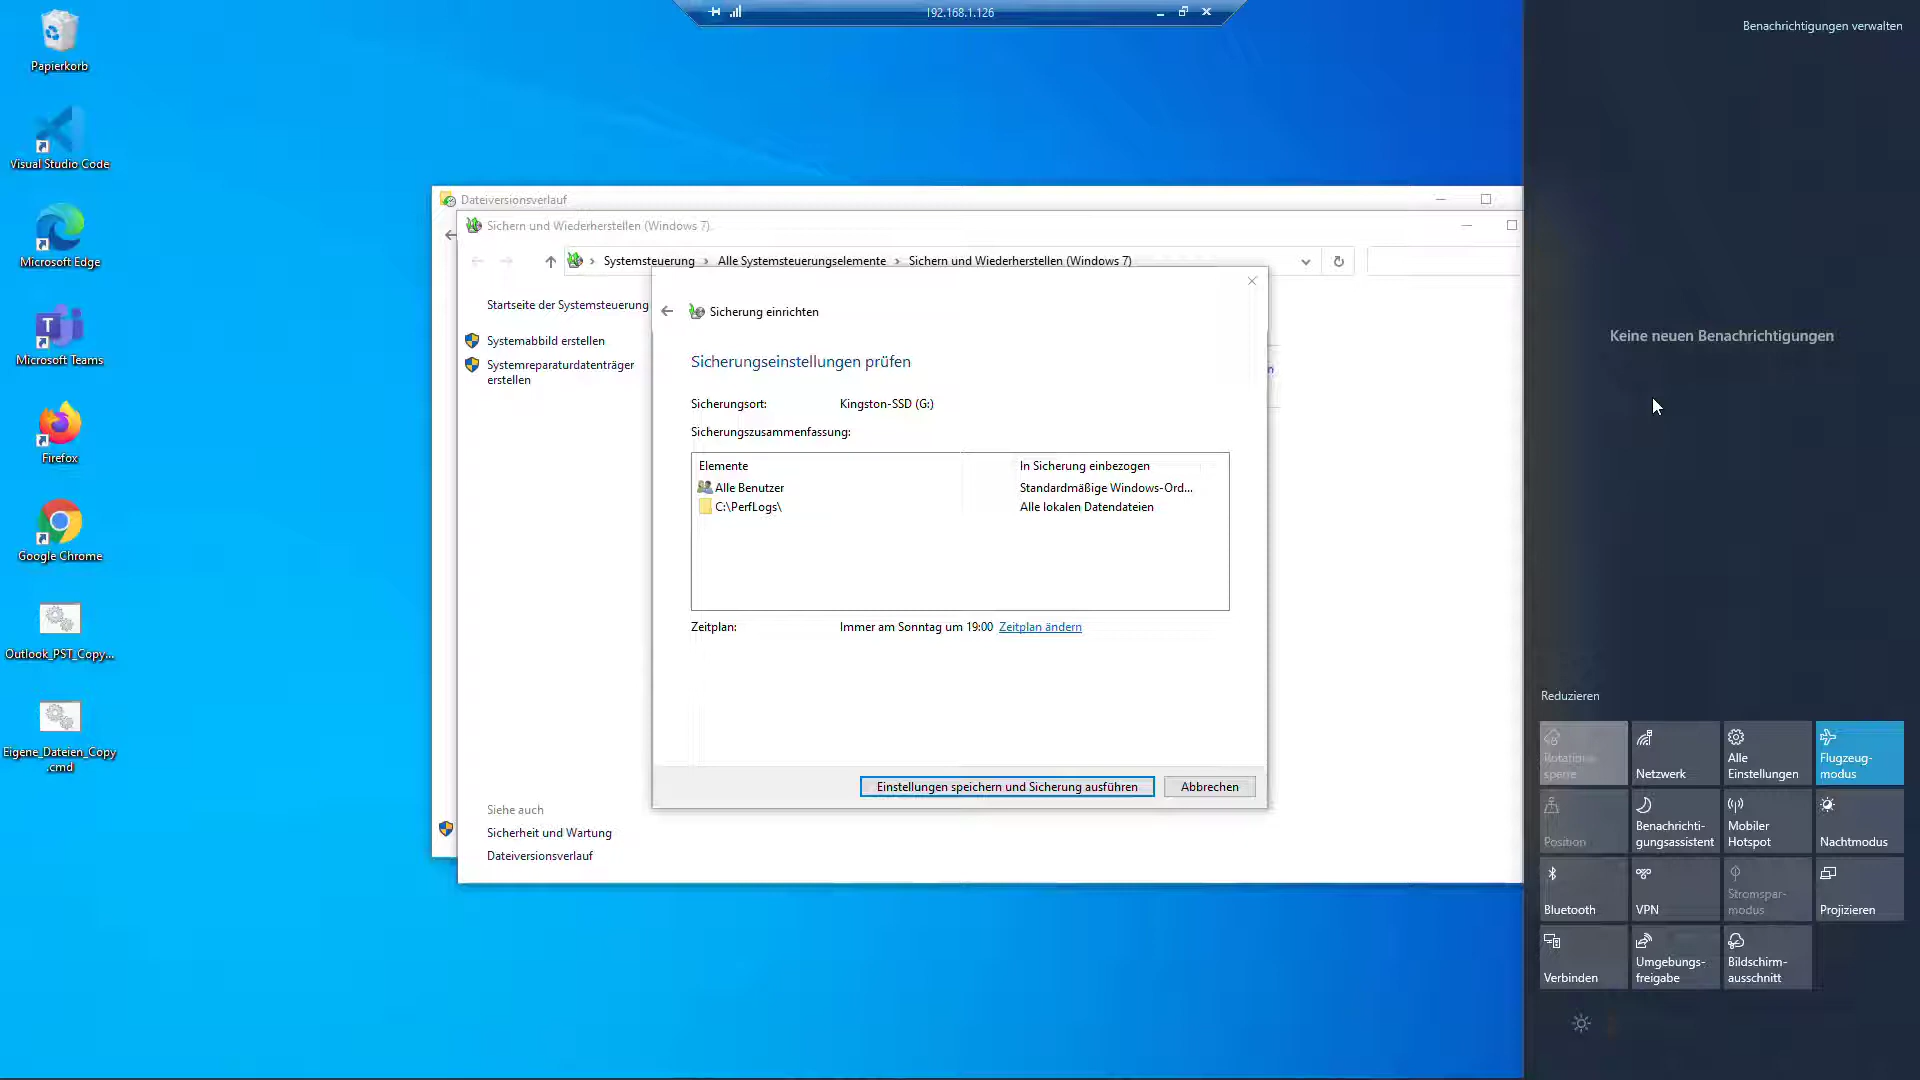 192.168.1.126
Benachrichtigungen verwalten
Papierkorb
Visual Studio Code
Microsoft Edge
Microsoft Teams
Firefox
Google Chrome
Outlook_PST_Copy...
Eigene_Dateien_Copy
.cmd
Dateiversionsverlauf
Sichern und Wiederherstellen (Windows 7)
Systemsteuerung
Alle Systemsteuerungselemente
Sichern und Wiederherstellen (Windows 7)
Startseite der Systemsteuerung
Systemabbild erstellen
Systemreparaturdatenträger
erstellen
Siehe auch
Sicherheit und Wartung
Dateiversionsverlauf
n
Sicherung einrichten
Sicherungseinstellungen prüfen
Sicherungsort: Kingston-SSD (G:)
Sicherungszusammenfassung:
Elemente In Sicherung einbezogen
Alle Benutzer Standardmäßige Windows-Ord...
C:\PerfLogs\ Alle lokalen Datendateien
Zeitplan: Immer am Sonntag um 19:00 Zeitplan ändern
Einstellungen speichern und Sicherung ausführen
Abbrechen
Keine neuen Benachrichtigungen
Reduzieren
Rotations-
sperre
Netzwerk
Alle
Einstellungen
Flugzeug-
modus
Position
Benachrichti-
gungsassistent
Mobiler
Hotspot
Nachtmodus
Bluetooth
VPN
Stromspar-
modus
Projizieren
Verbinden
Umgebungs-
freigabe
Bildschirm-
ausschnitt